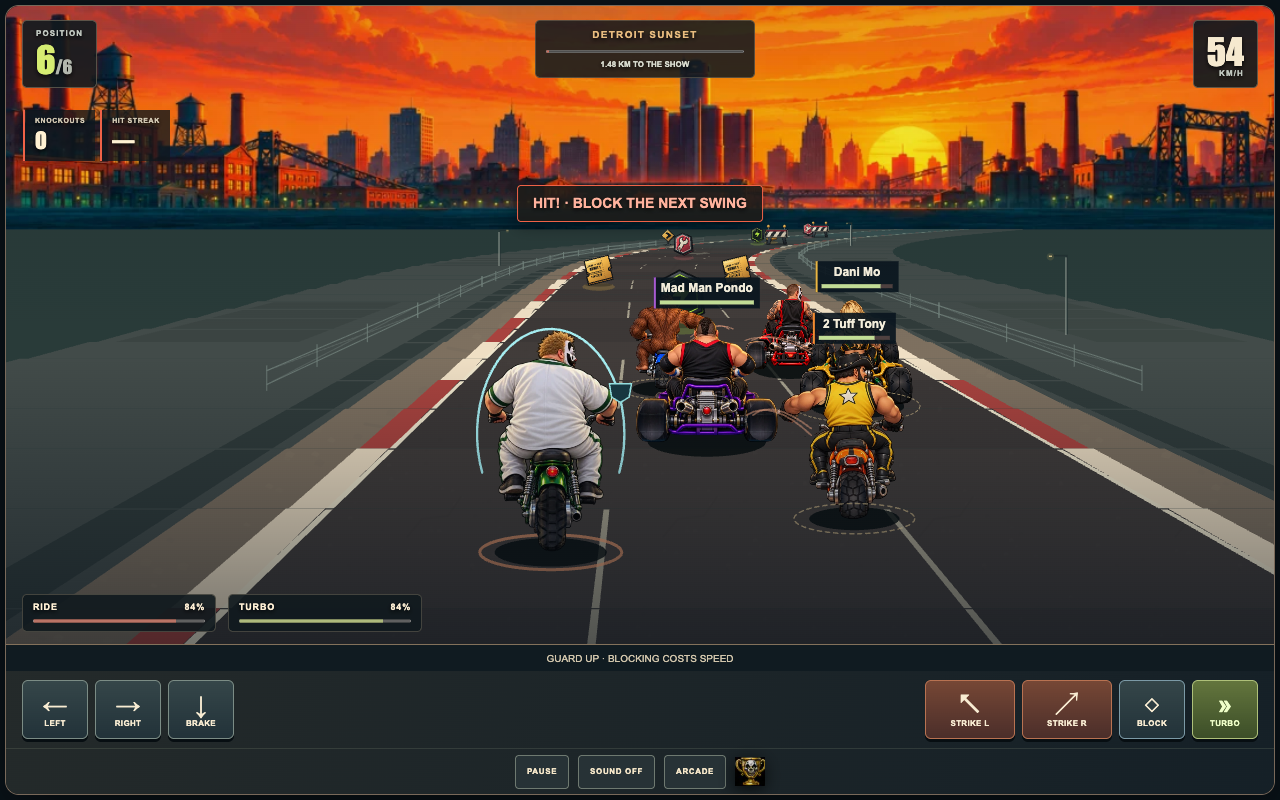 POSITION
6/6
DETROIT SUNSET
1.48 KM TO THE SHOW
54
KM/H
KNOCKOUTS
0
HIT STREAK
—
HIT! · BLOCK THE NEXT SWING
Dani Mo
Mad Man Pondo
2 Tuff Tony
RIDE 84%
TURBO 84%
GUARD UP · BLOCKING COSTS SPEED
← LEFT
→ RIGHT
↓ BRAKE
↖ STRIKE L
↗ STRIKE R
◇ BLOCK
» TURBO
PAUSE
SOUND OFF
ARCADE